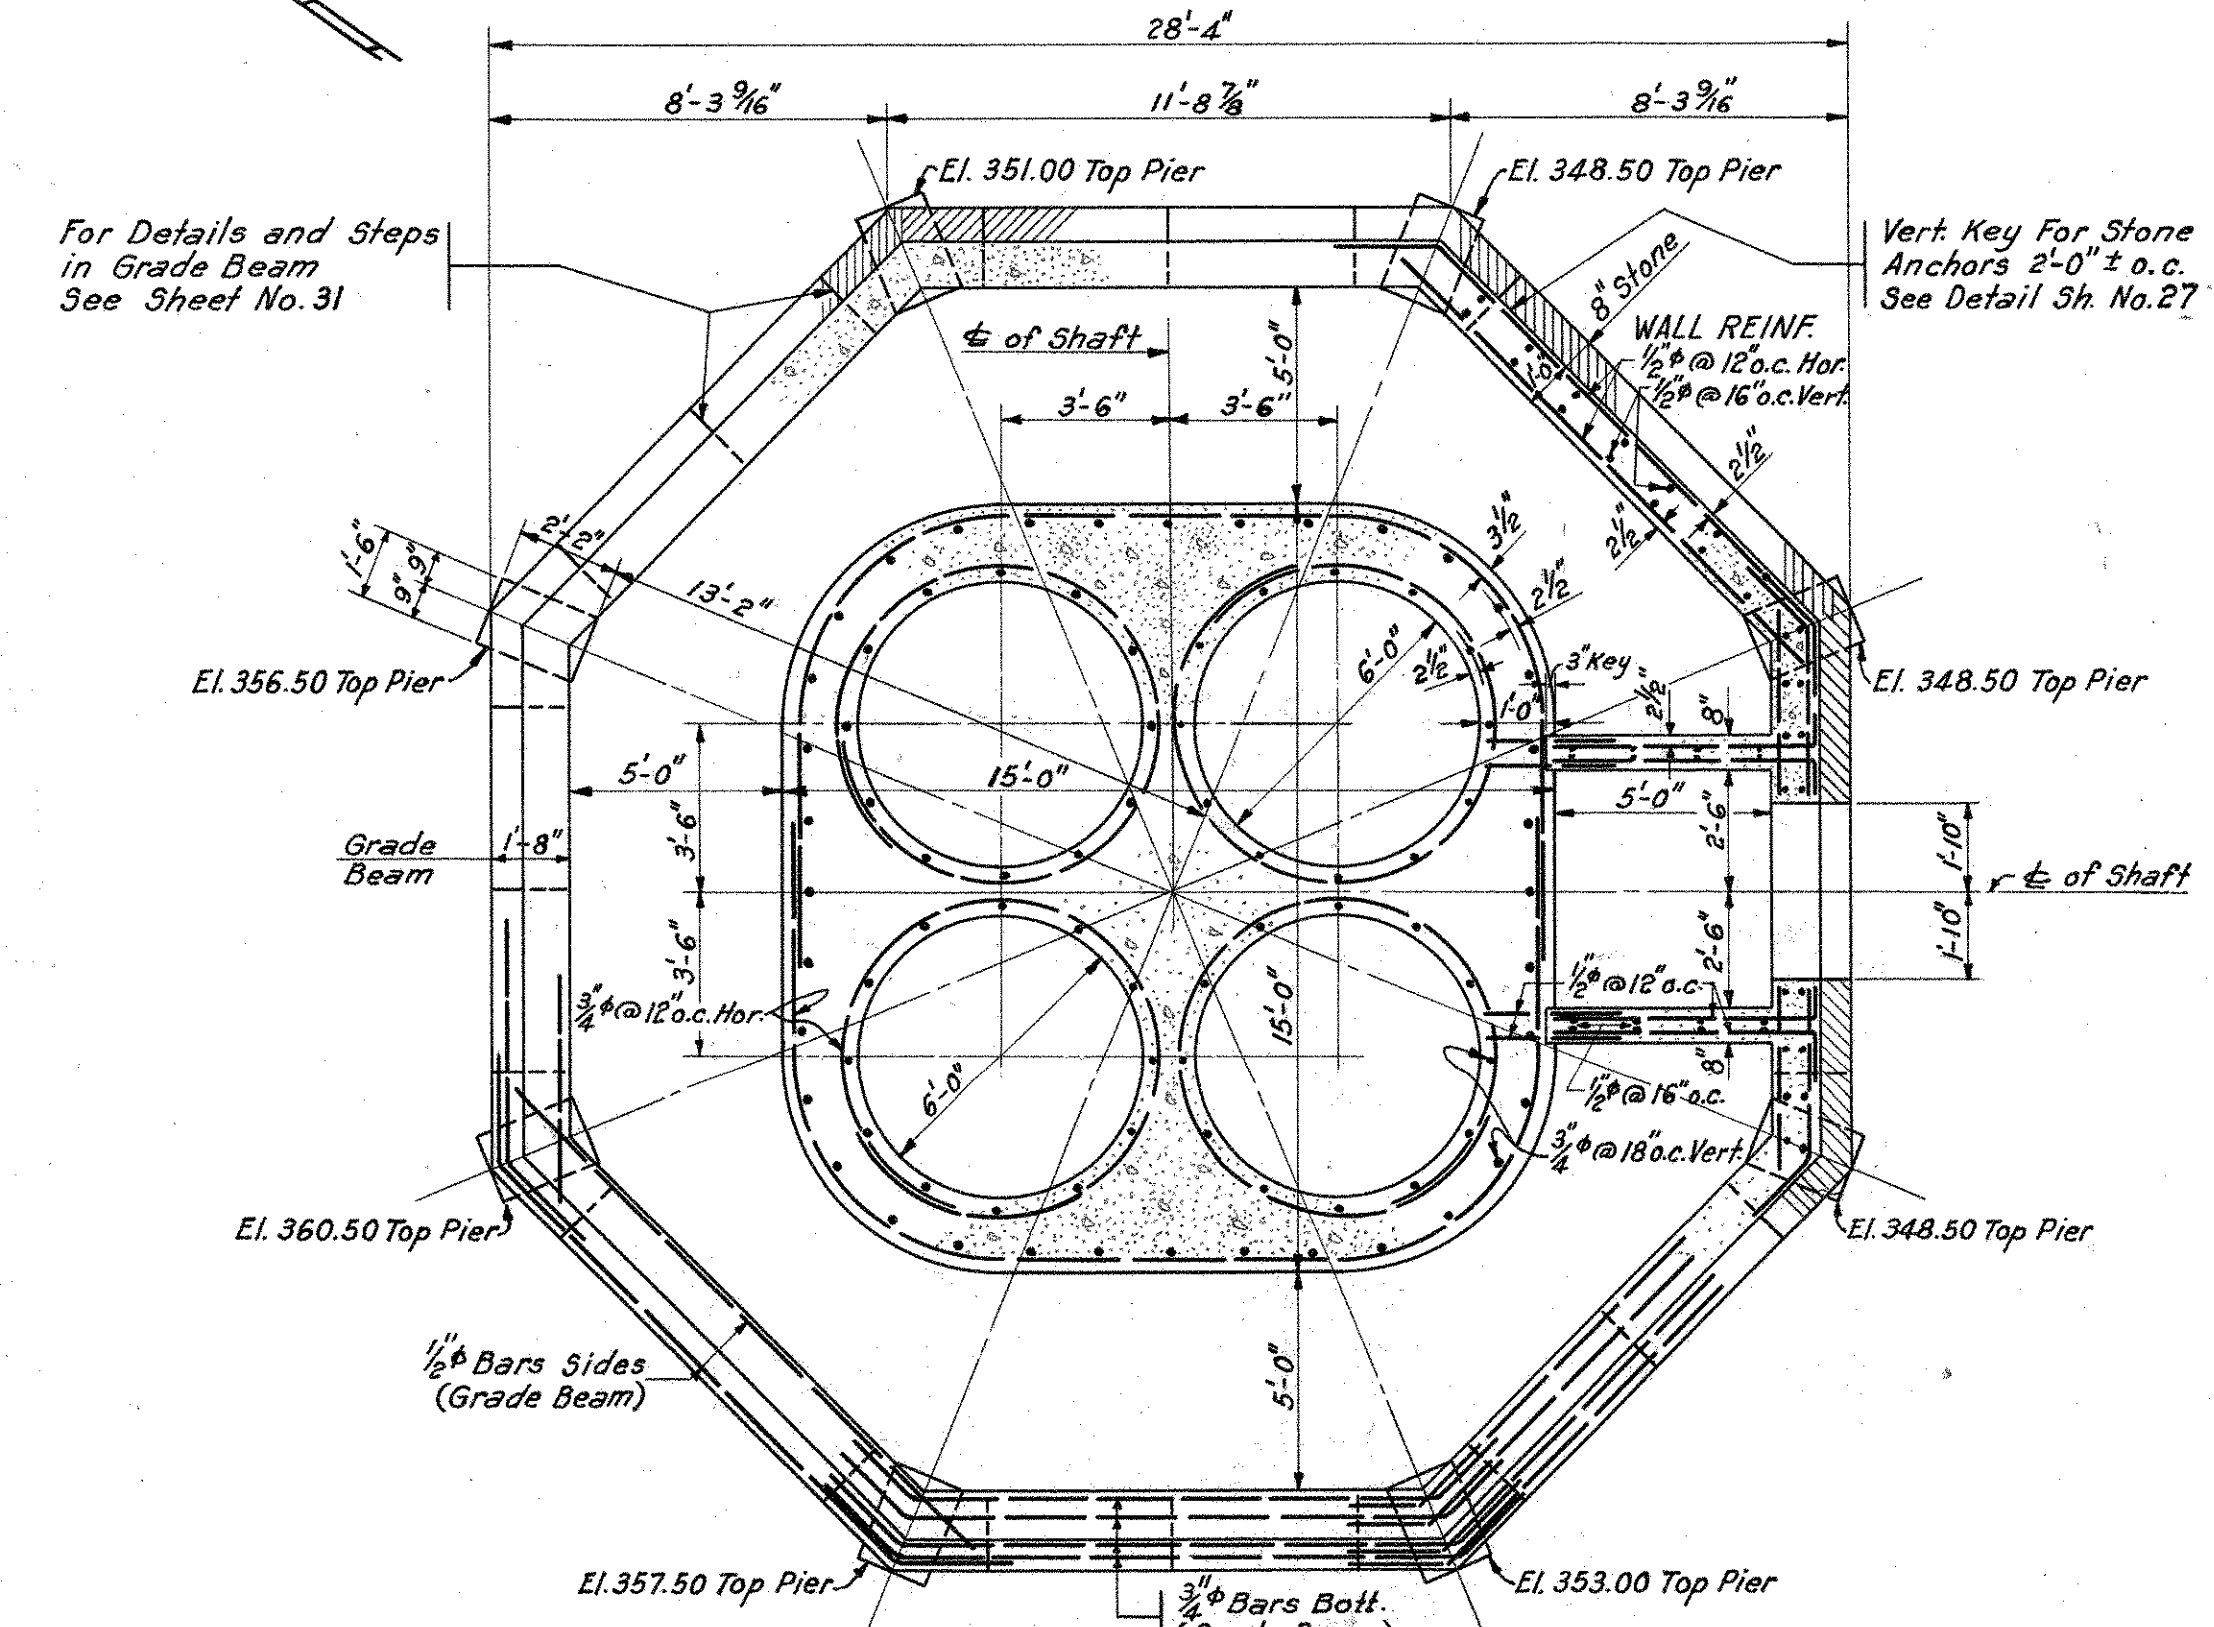 28'-4"
8'-3 9/16"
11'-8 7/8"
8'-3 9/16"
El. 351.00 Top Pier
El. 348.50 Top Pier
For Details and Steps
in Grade Beam
See Sheet No. 31
Vert. Key For Stone
Anchors 2'-0" ± o.c.
See Detail Sh. No. 27
8" Stone
WALL REINF.
1/2"ϕ @ 12" o.c. Hor.
1/2"ϕ @ 16" o.c. Vert.
℄ of Shaft
5'-0"
1'-0"
3'-6"
3'-6"
2 1/2"
2 1/2"
1'-6"
9"
9"
2'-2"
13'-2"
3 1/2"
2 1/2"
6'-0"
2 1/2"
3" Key
1'-0"
2 1/2"
8"
El. 356.50 Top Pier
El. 348.50 Top Pier
5'-0"
15'-0"
5'-0"
3'-6"
2'-6"
1'-10"
Grade
Beam
1'-8"
℄ of Shaft
3'-6"
2'-6"
1'-10"
3/4"ϕ @ 12" o.c. Hor.
15'-0"
1/2"ϕ @ 12" o.c.
6'-0"
8"
1/2"ϕ @ 16" o.c.
3/4"ϕ @ 18" o.c. Vert.
El. 360.50 Top Pier
El. 348.50 Top Pier
1/2"ϕ Bars Sides
(Grade Beam)
5'-0"
El. 357.50 Top Pier
El. 353.00 Top Pier
3/4"ϕ Bars Bott.